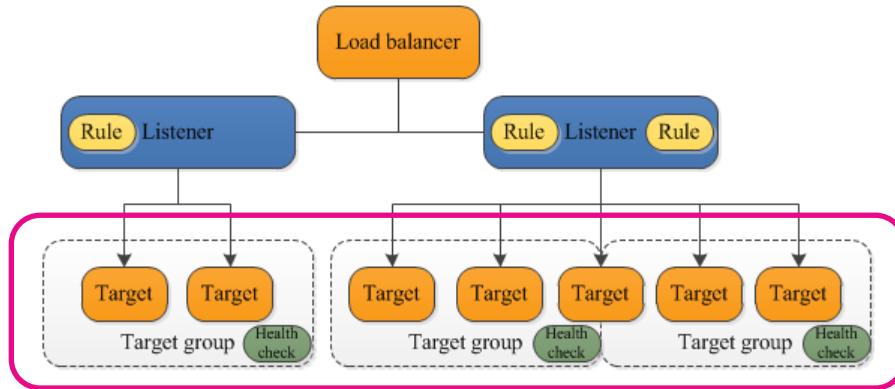 Load balancer
Rule Listener
Rule Listener Rule
Target Target
Target Target Target Target Target
Target group Health check
Target group Health check
Target group Health check